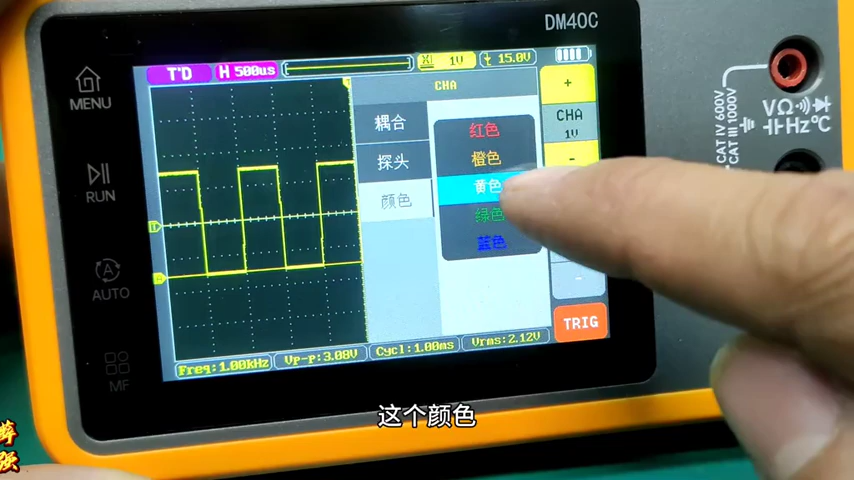 DM40C
T'D
H 500us
X1 1V
15.0V
CHA
+
CHA
1V
-
耦合
探头
颜色
红色
橙色
黄色
绿色
蓝色
-
TRIG
Freq:1.00kHz
Vp-p:3.08V
Cycl:1.00ms
Vrms:2.12V
MENU
RUN
AUTO
MF
CAT IV 600V
CAT III 1000V
VΩ
Hz℃
这个颜色
强